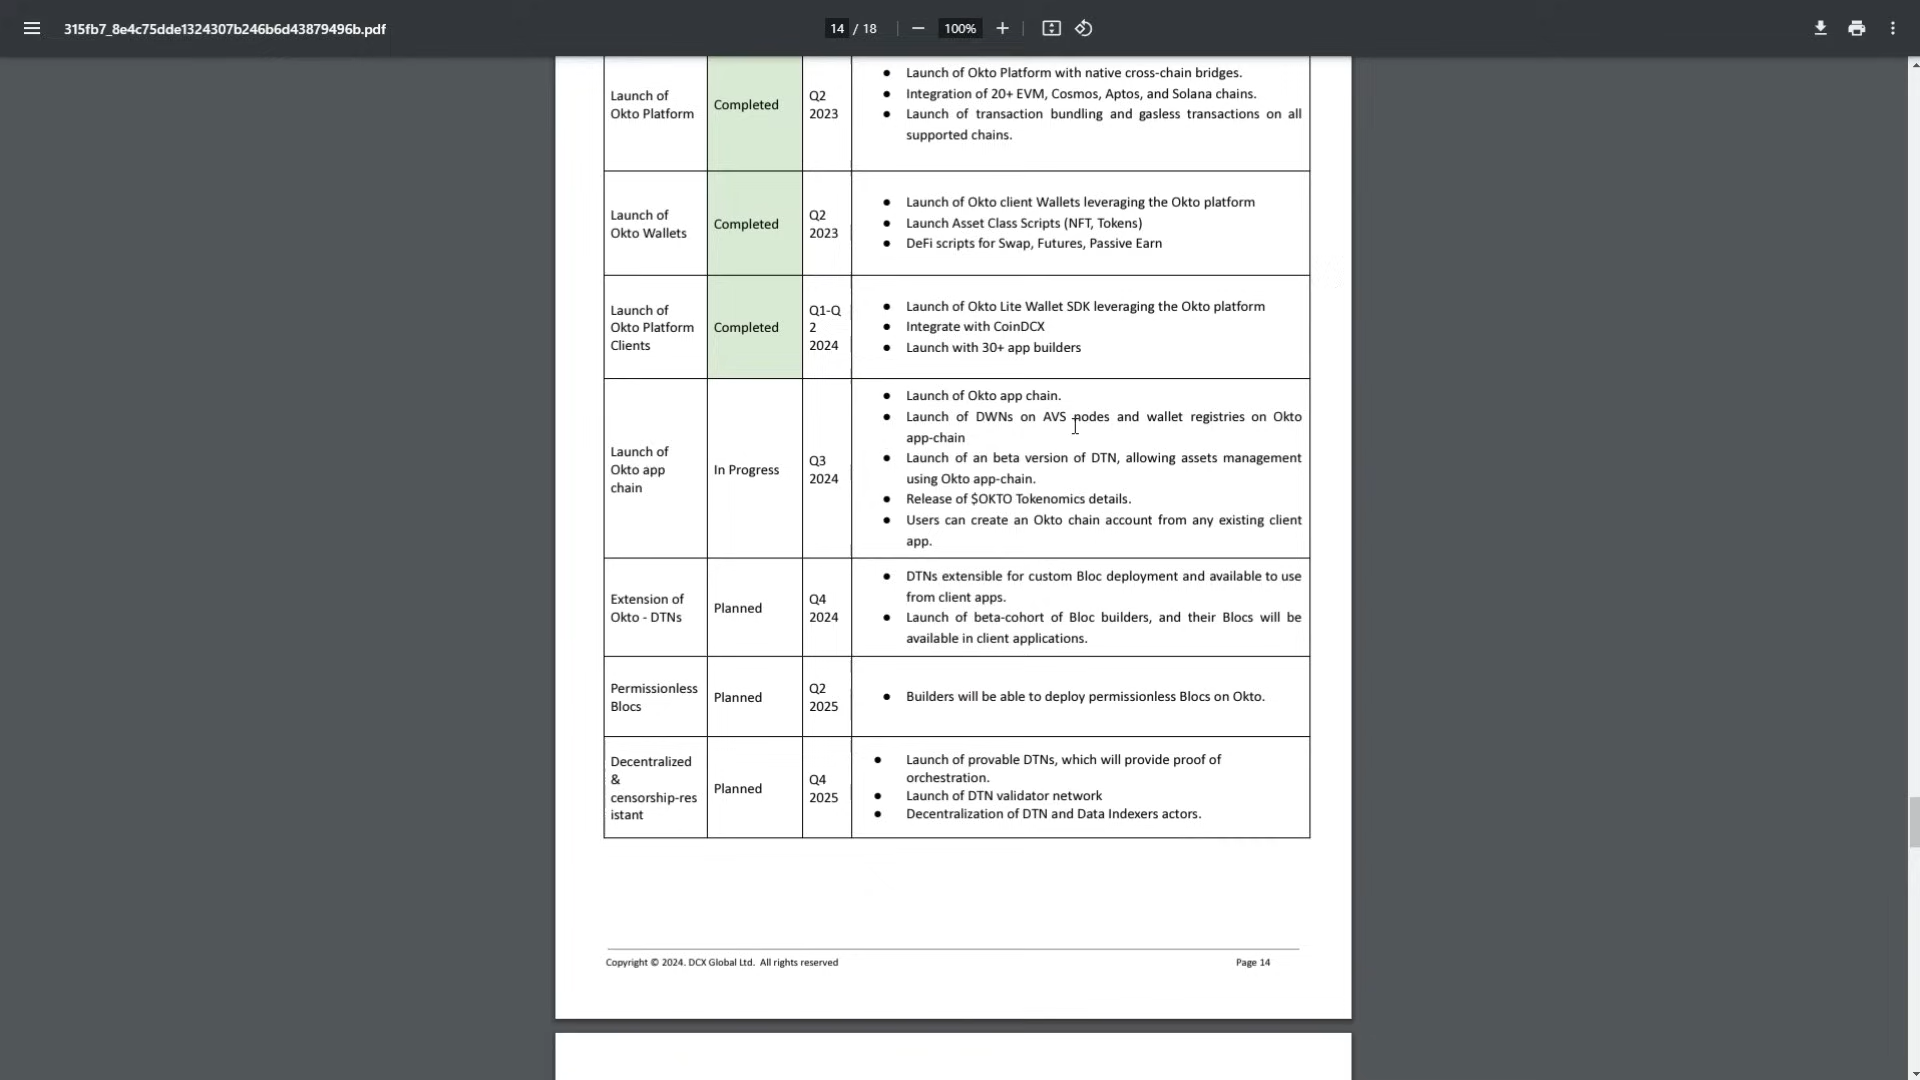 315fb7_8e4c75dde1324307b246b6d43879496b.pdf
14 / 18
100%
Launch of
Okto Platform
Completed
Q2
2023
● Launch of Okto Platform with native cross-chain bridges.
● Integration of 20+ EVM, Cosmos, Aptos, and Solana chains.
● Launch of transaction bundling and gasless transactions on all
supported chains.
Launch of
Okto Wallets
Completed
Q2
2023
● Launch of Okto client Wallets leveraging the Okto platform
● Launch Asset Class Scripts (NFT, Tokens)
● DeFi scripts for Swap, Futures, Passive Earn
Launch of
Okto Platform
Clients
Completed
Q1-Q
2
2024
● Launch of Okto Lite Wallet SDK leveraging the Okto platform
● Integrate with CoinDCX
● Launch with 30+ app builders
Launch of
Okto app
chain
In Progress
Q3
2024
● Launch of Okto app chain.
● Launch of DWNs on AVS nodes and wallet registries on Okto
app-chain
● Launch of an beta version of DTN, allowing assets management
using Okto app-chain.
● Release of $OKTO Tokenomics details.
● Users can create an Okto chain account from any existing client
app.
Extension of
Okto - DTNs
Planned
Q4
2024
● DTNs extensible for custom Bloc deployment and available to use
from client apps.
● Launch of beta-cohort of Bloc builders, and their Blocs will be
available in client applications.
Permissionless
Blocs
Planned
Q2
2025
● Builders will be able to deploy permissionless Blocs on Okto.
Decentralized
&
censorship-res
istant
Planned
Q4
2025
● Launch of provable DTNs, which will provide proof of
orchestration.
● Launch of DTN validator network
● Decentralization of DTN and Data Indexers actors.
Copyright © 2024. DCX Global Ltd. All rights reserved
Page 14